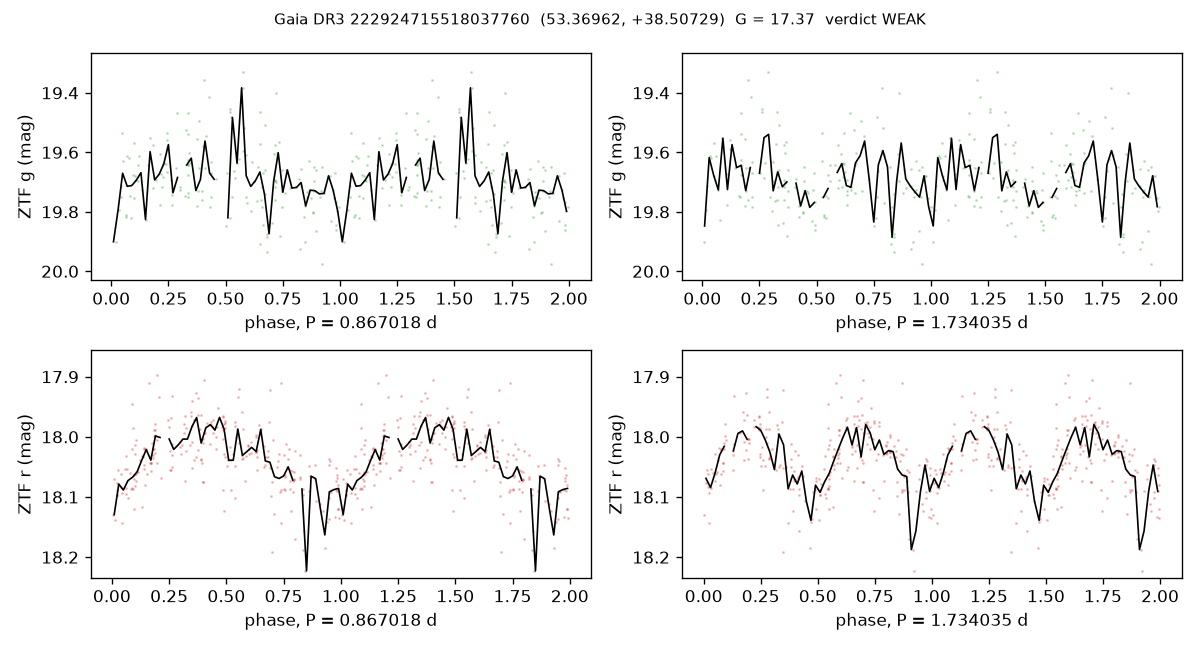 Gaia DR3 222924715518037760 (53.36962, +38.50729) G = 17.37 verdict WEAK
ZTF g (mag)
19.4
19.6
19.8
20.0
0.00 0.25 0.50 0.75 1.00 1.25 1.50 1.75 2.00
phase, P = 0.867018 d
ZTF g (mag)
19.4
19.6
19.8
20.0
0.00 0.25 0.50 0.75 1.00 1.25 1.50 1.75 2.00
phase, P = 1.734035 d
ZTF r (mag)
17.9
18.0
18.1
18.2
0.00 0.25 0.50 0.75 1.00 1.25 1.50 1.75 2.00
phase, P = 0.867018 d
ZTF r (mag)
17.9
18.0
18.1
18.2
0.00 0.25 0.50 0.75 1.00 1.25 1.50 1.75 2.00
phase, P = 1.734035 d